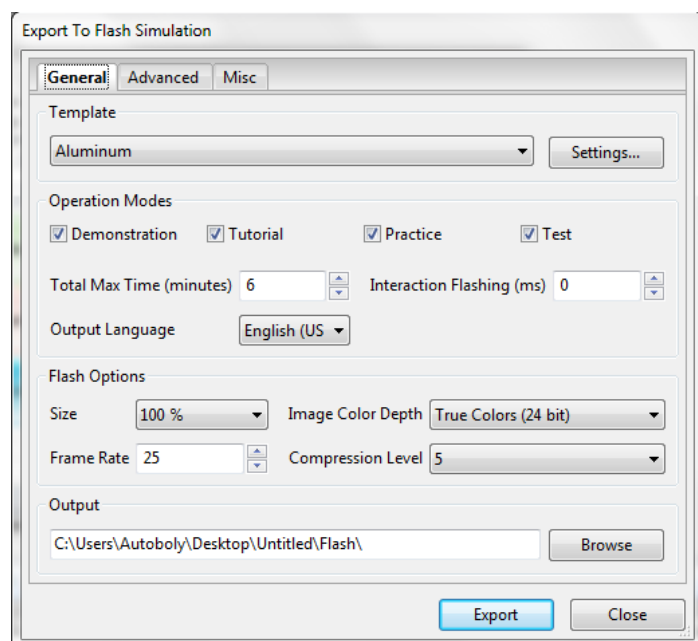 Export To Flash Simulation
General Advanced Misc
Template
Aluminum Settings...
Operation Modes
Demonstration Tutorial Practice Test
Total Max Time (minutes) 6 Interaction Flashing (ms) 0
Output Language English (US
Flash Options
Size 100 % Image Color Depth True Colors (24 bit)
Frame Rate 25 Compression Level 5
Output
C:\Users\Autoboly\Desktop\Untitled\Flash\ Browse
Export Close